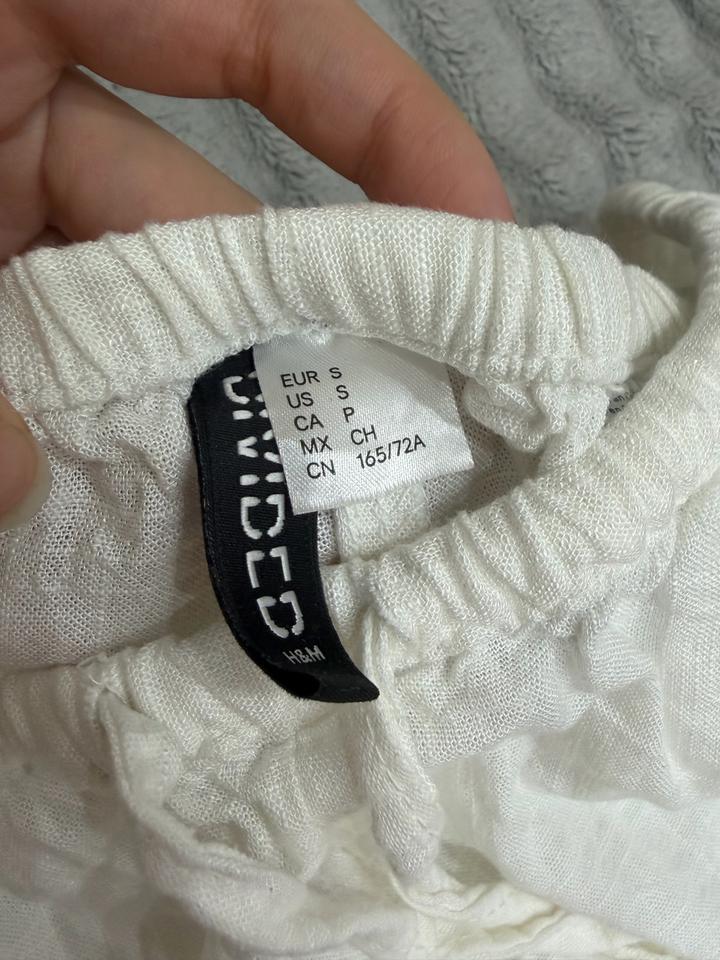 EUR S
US S
CA P
MX CH
CN 165/72A
DIVIDED
H&M